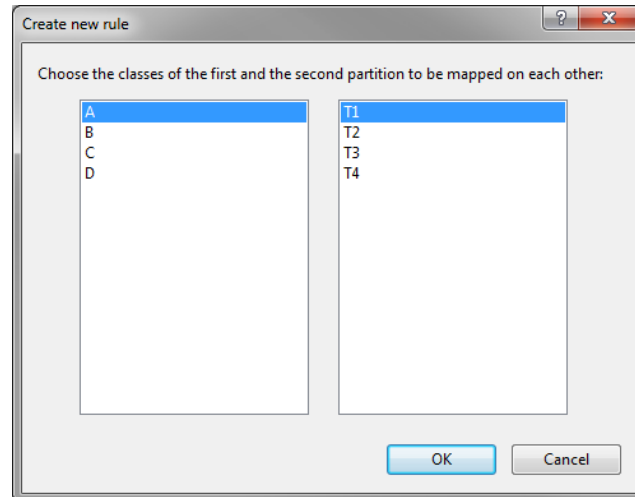 Create new rule
?
Choose the classes of the first and the second partition to be mapped on each other:
A
B
C
D
T1
T2
T3
T4
OK
Cancel